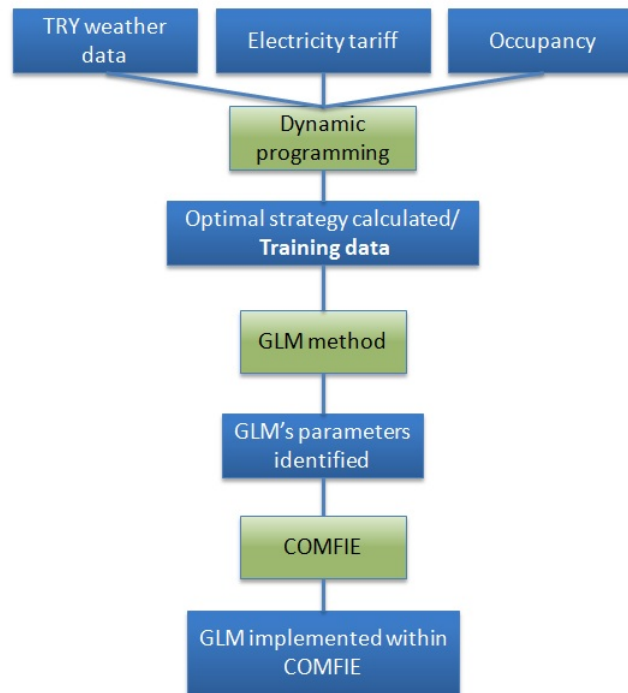 TRY weather
data
Electricity tariff
Occupancy
Dynamic
programming
Optimal strategy calculated/
Training data
GLM method
GLM's parameters
identified
COMFIE
GLM implemented within
COMFIE